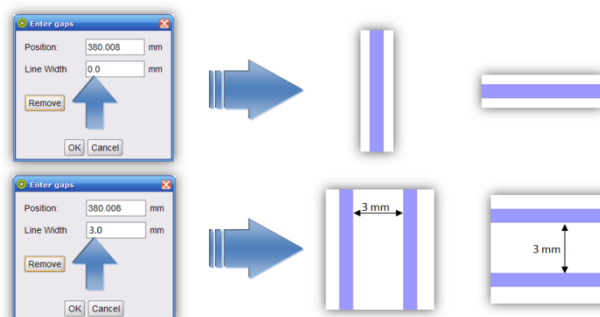 Enter gaps
Position: 380.008 mm
Line Width 0.0 mm
Remove
OK Cancel
Enter gaps
Position: 380.008 mm
Line Width 3.0 mm
Remove
OK Cancel
3 mm
3 mm